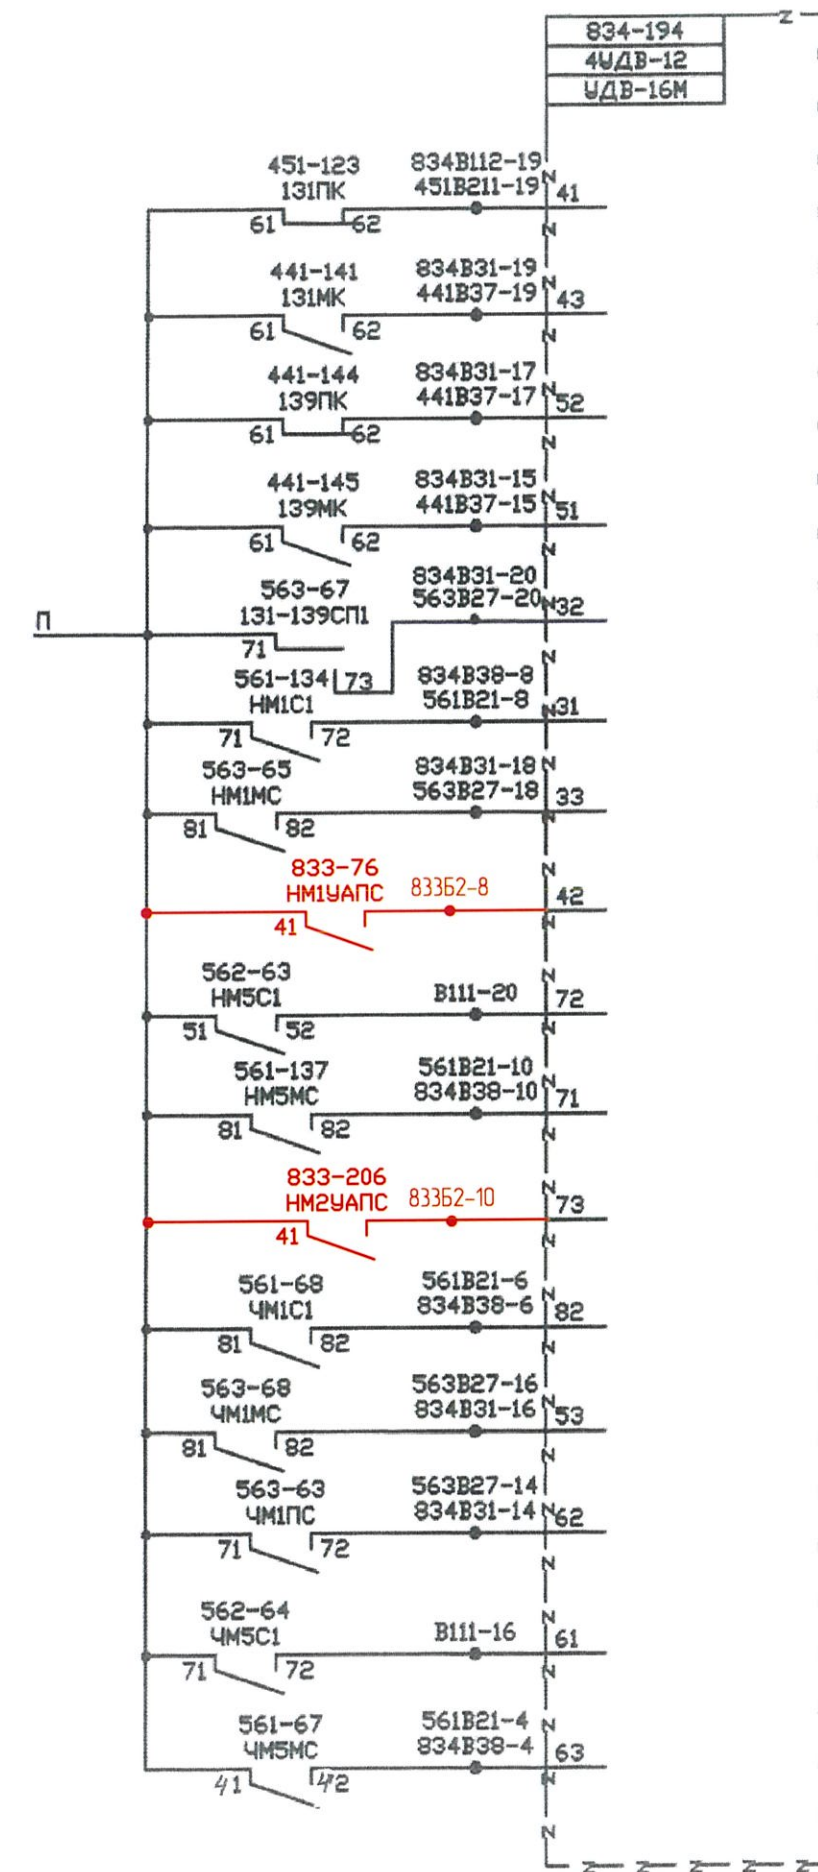 834-194
4УДВ-12
УДВ-16М
451-123
131ПК
834В112-19
451В211-19
61
62
41
441-141
131МК
834В31-19
441В37-19
61
62
43
441-144
139ПК
834В31-17
441В37-17
61
62
52
441-145
139МК
834В31-15
441В37-15
61
62
51
П
563-67
131-139СП1
834В31-20
563В27-20
71
73
32
561-134
НМ1С1
834В38-8
561В21-8
71
72
31
563-65
НМ1МС
834В31-18
563В27-18
81
82
33
833-76
НМ1УАПС
833Б2-8
41
42
562-63
НМ5С1
В111-20
51
52
72
561-137
НМ5МС
561В21-10
834В38-10
81
82
71
833-206
НМ2УАПС
833Б2-10
41
73
561-68
ЧМ1С1
561В21-6
834В38-6
81
82
82
563-68
ЧМ1МС
563В27-16
834В31-16
81
82
53
563-63
ЧМ1ПС
563В27-14
834В31-14
71
72
62
562-64
ЧМ5С1
В111-16
71
72
61
561-67
ЧМ5МС
561В21-4
834В38-4
41
42
63